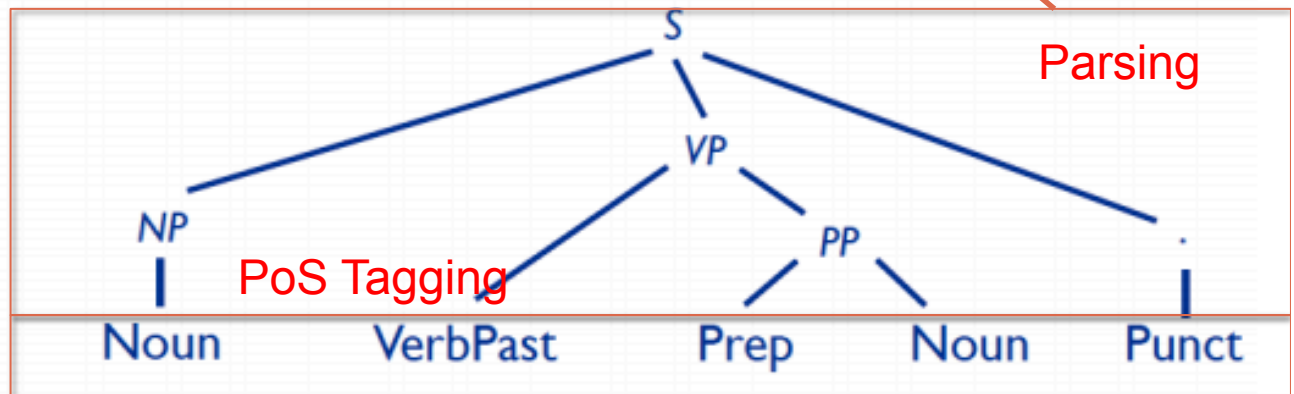 S
Parsing
VP
NP
PP
.
PoS Tagging
Noun VerbPast Prep Noun Punct